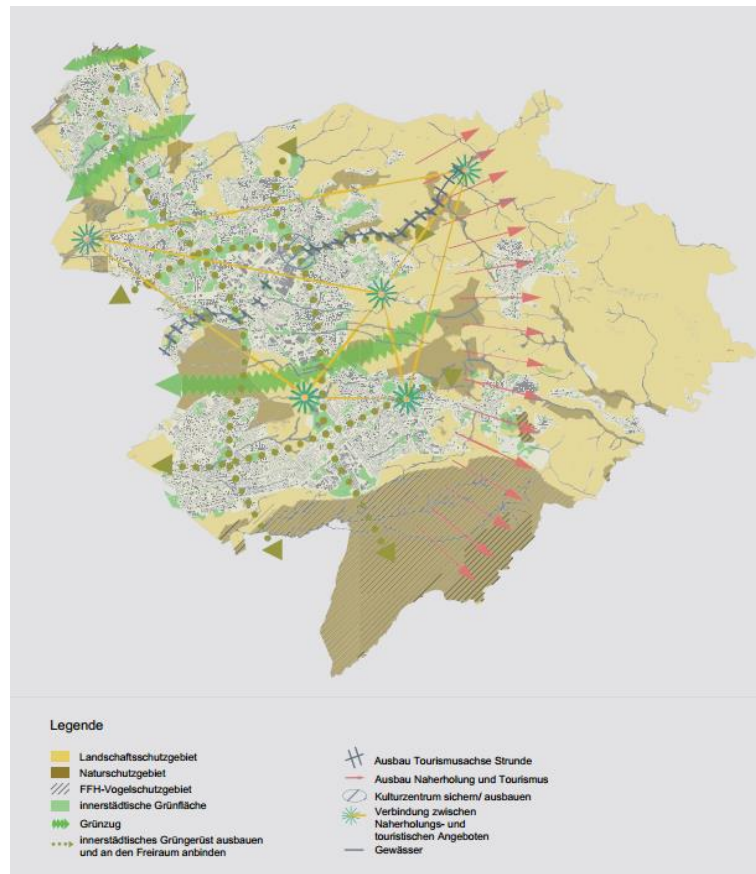 Legende
Landschaftsschutzgebiet
Naturschutzgebiet
FFH-Vogelschutzgebiet
innerstädtische Grünfläche
Grünzug
innerstädtisches Grüngerüst ausbauen
und an den Freiraum anbinden
Ausbau Tourismusachse Strunde
Ausbau Naherholung und Tourismus
Kulturzentrum sichern/ ausbauen
Verbindung zwischen
Naherholungs- und
touristischen Angeboten
Gewässer